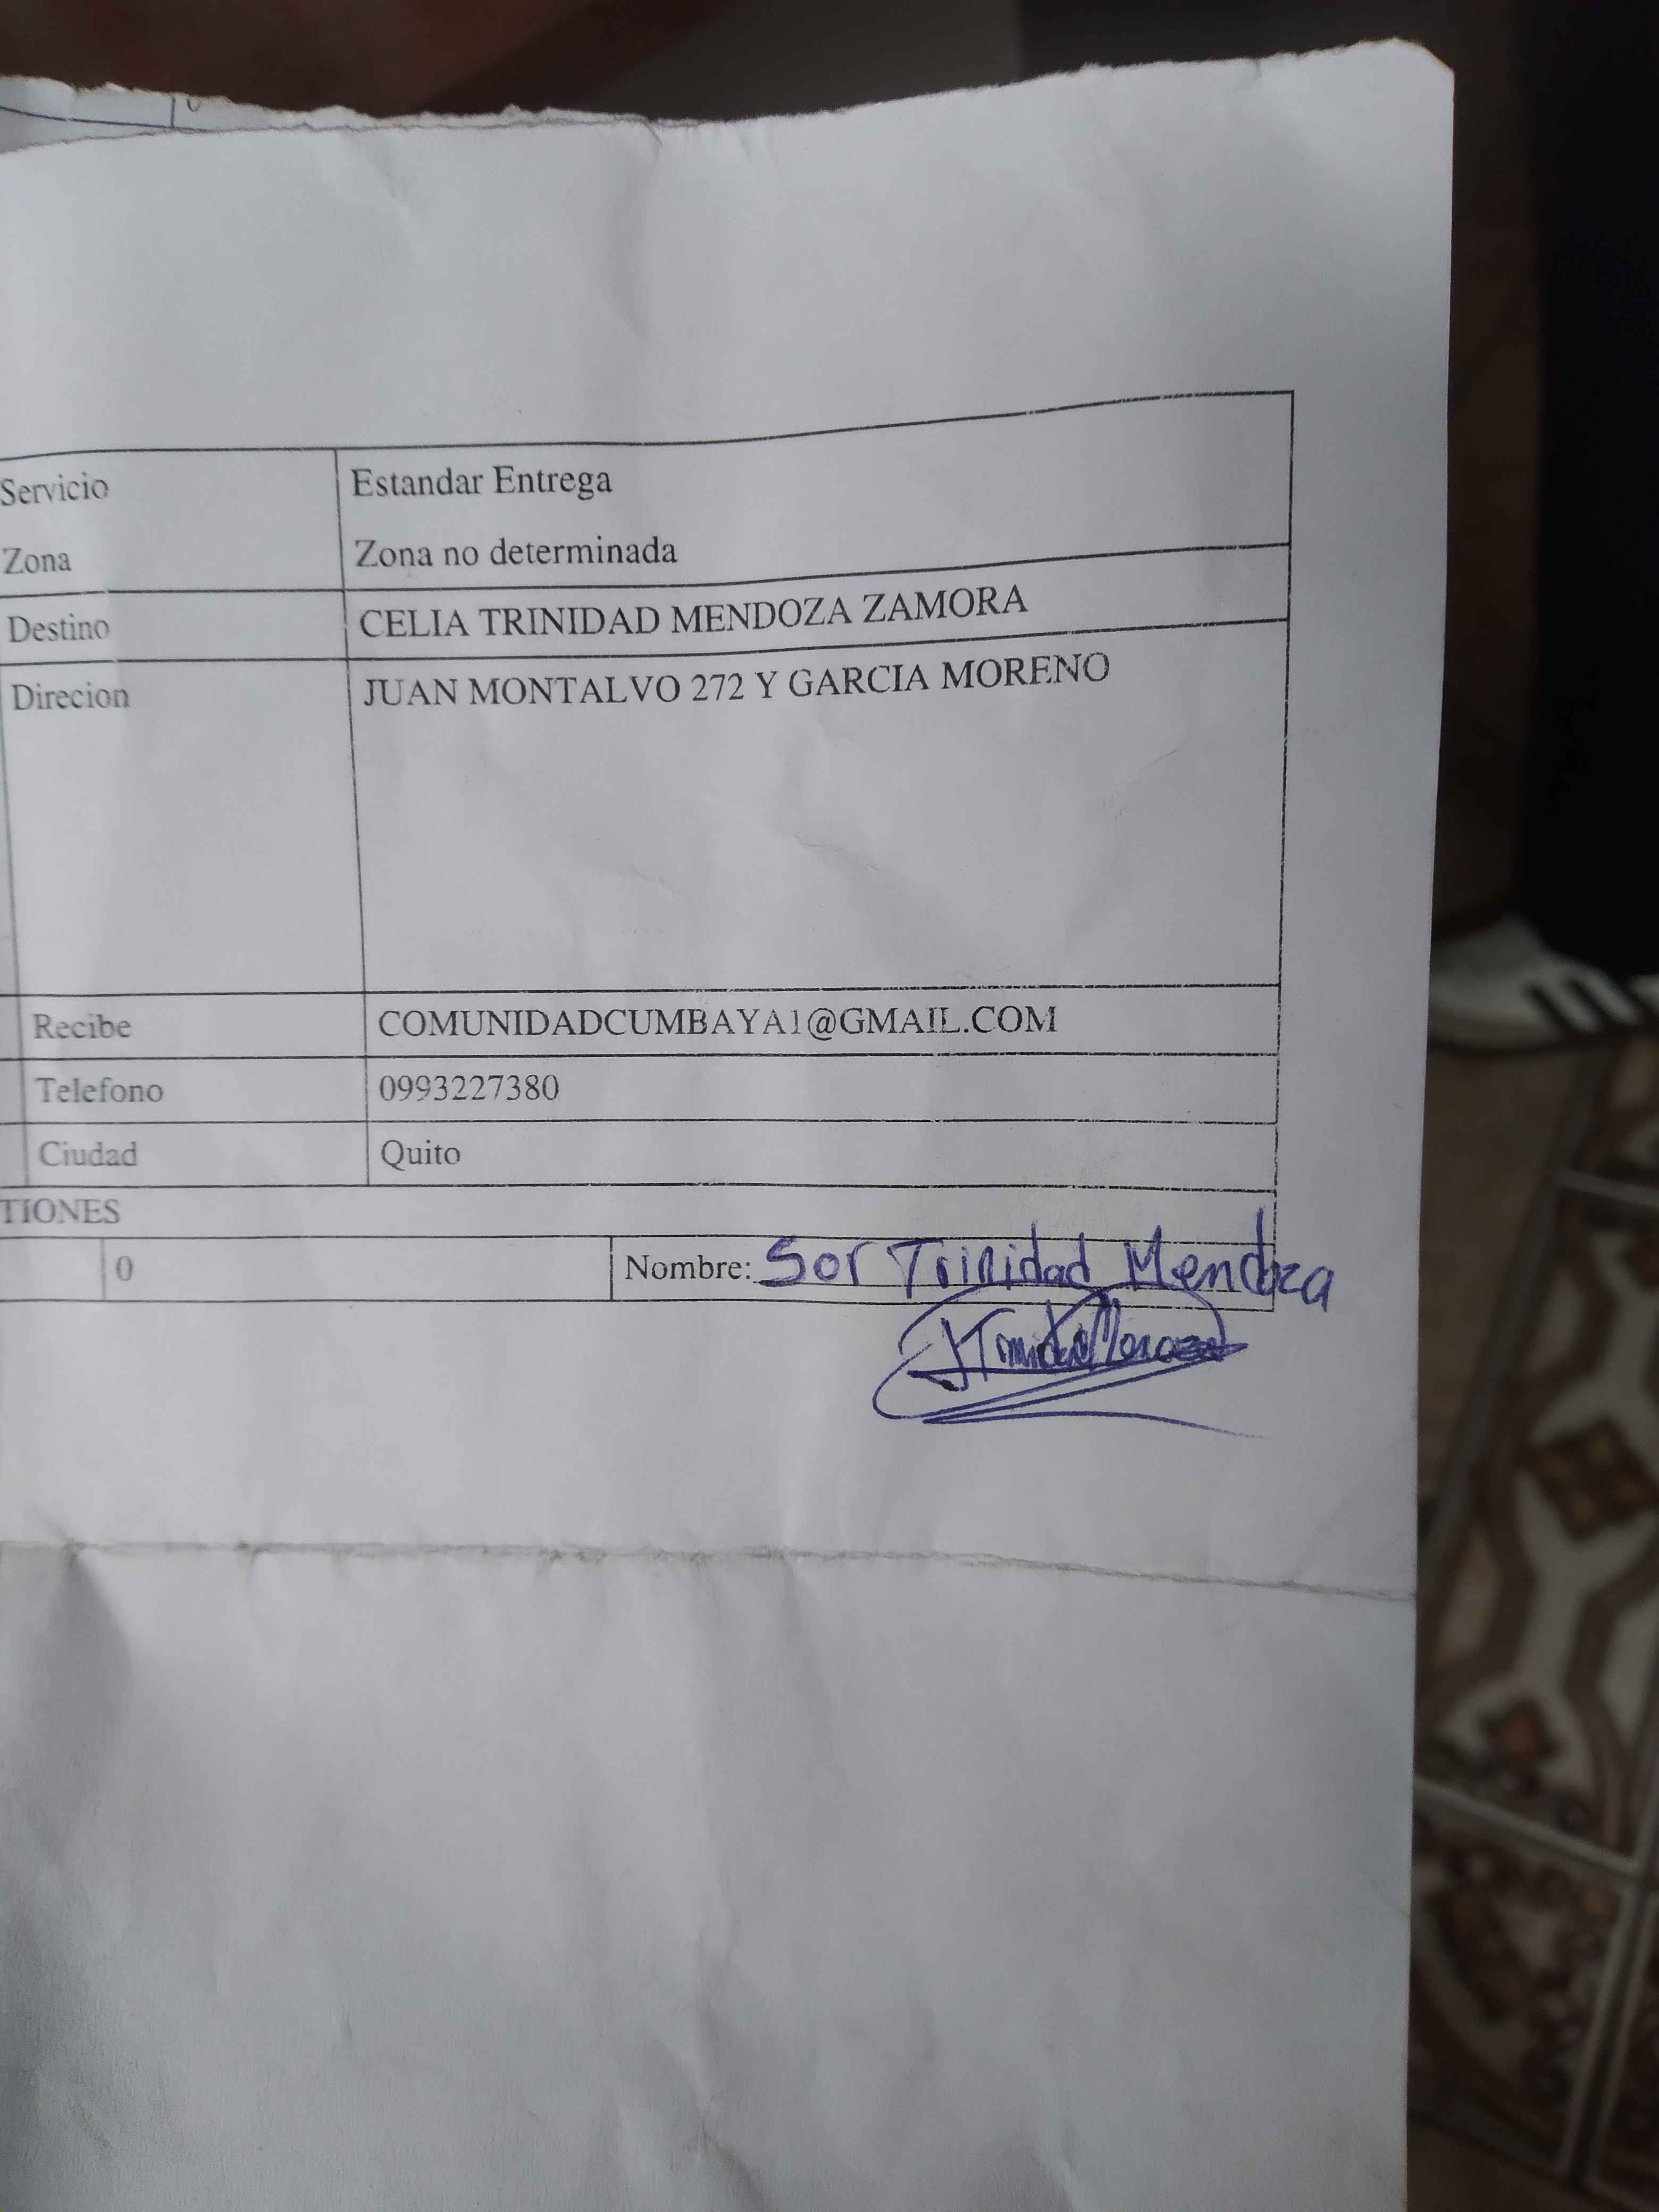 Servicio Estandar Entrega
Zona Zona no determinada
Destino CELIA TRINIDAD MENDOZA ZAMORA
Direcion JUAN MONTALVO 272 Y GARCIA MORENO
Recibe COMUNIDADCUMBAYA1@GMAIL.COM
Telefono 0993227380
Ciudad Quito
TIONES
0 Nombre: Sor Trinidad Mendoza